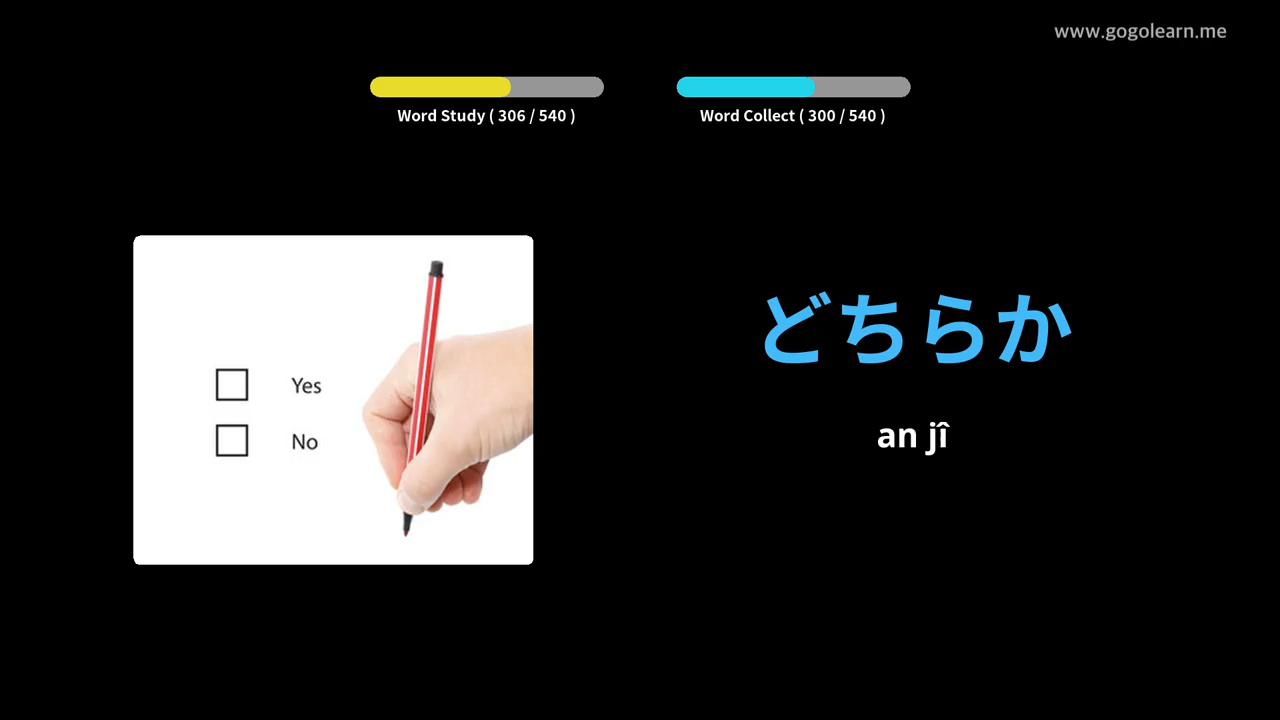 www.gogolearn.me
Word Study ( 306 / 540 )
Word Collect ( 300 / 540 )
Yes
No
どちらか
an jî